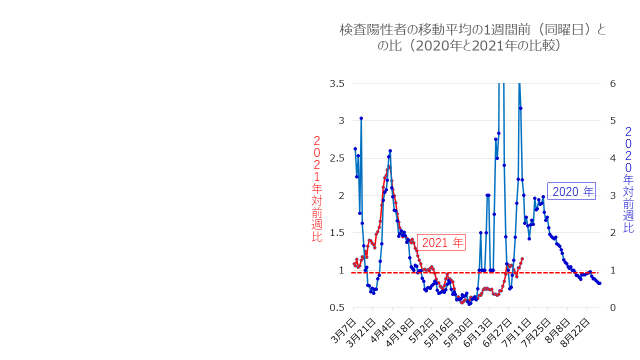 検査陽性者の移動平均の1週間前（同曜日）と
の比（2020年と2021年の比較）
3.5
3
2.5
2
1.5
1
0.5
6
5
4
3
2
1
0
2021年対前週比
2020年対前週比
2020 年
2021 年
3月7日
3月21日
4月4日
4月18日
5月2日
5月16日
5月30日
6月13日
6月27日
7月11日
7月25日
8月8日
8月22日